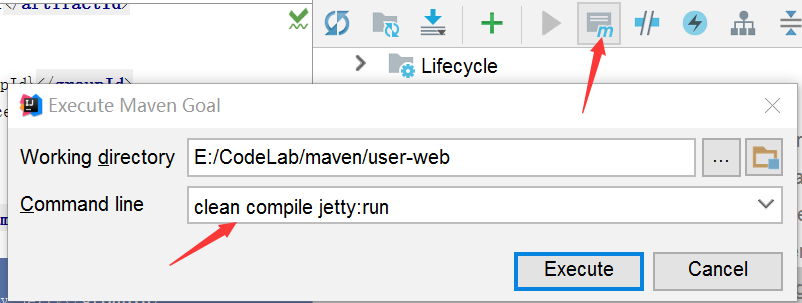 </artifactId>
Lifecycle
</groupId>
Execute Maven Goal
Working directory
E:/CodeLab/maven/user-web
...
Command line
clean compile jetty:run
Execute
Cancel